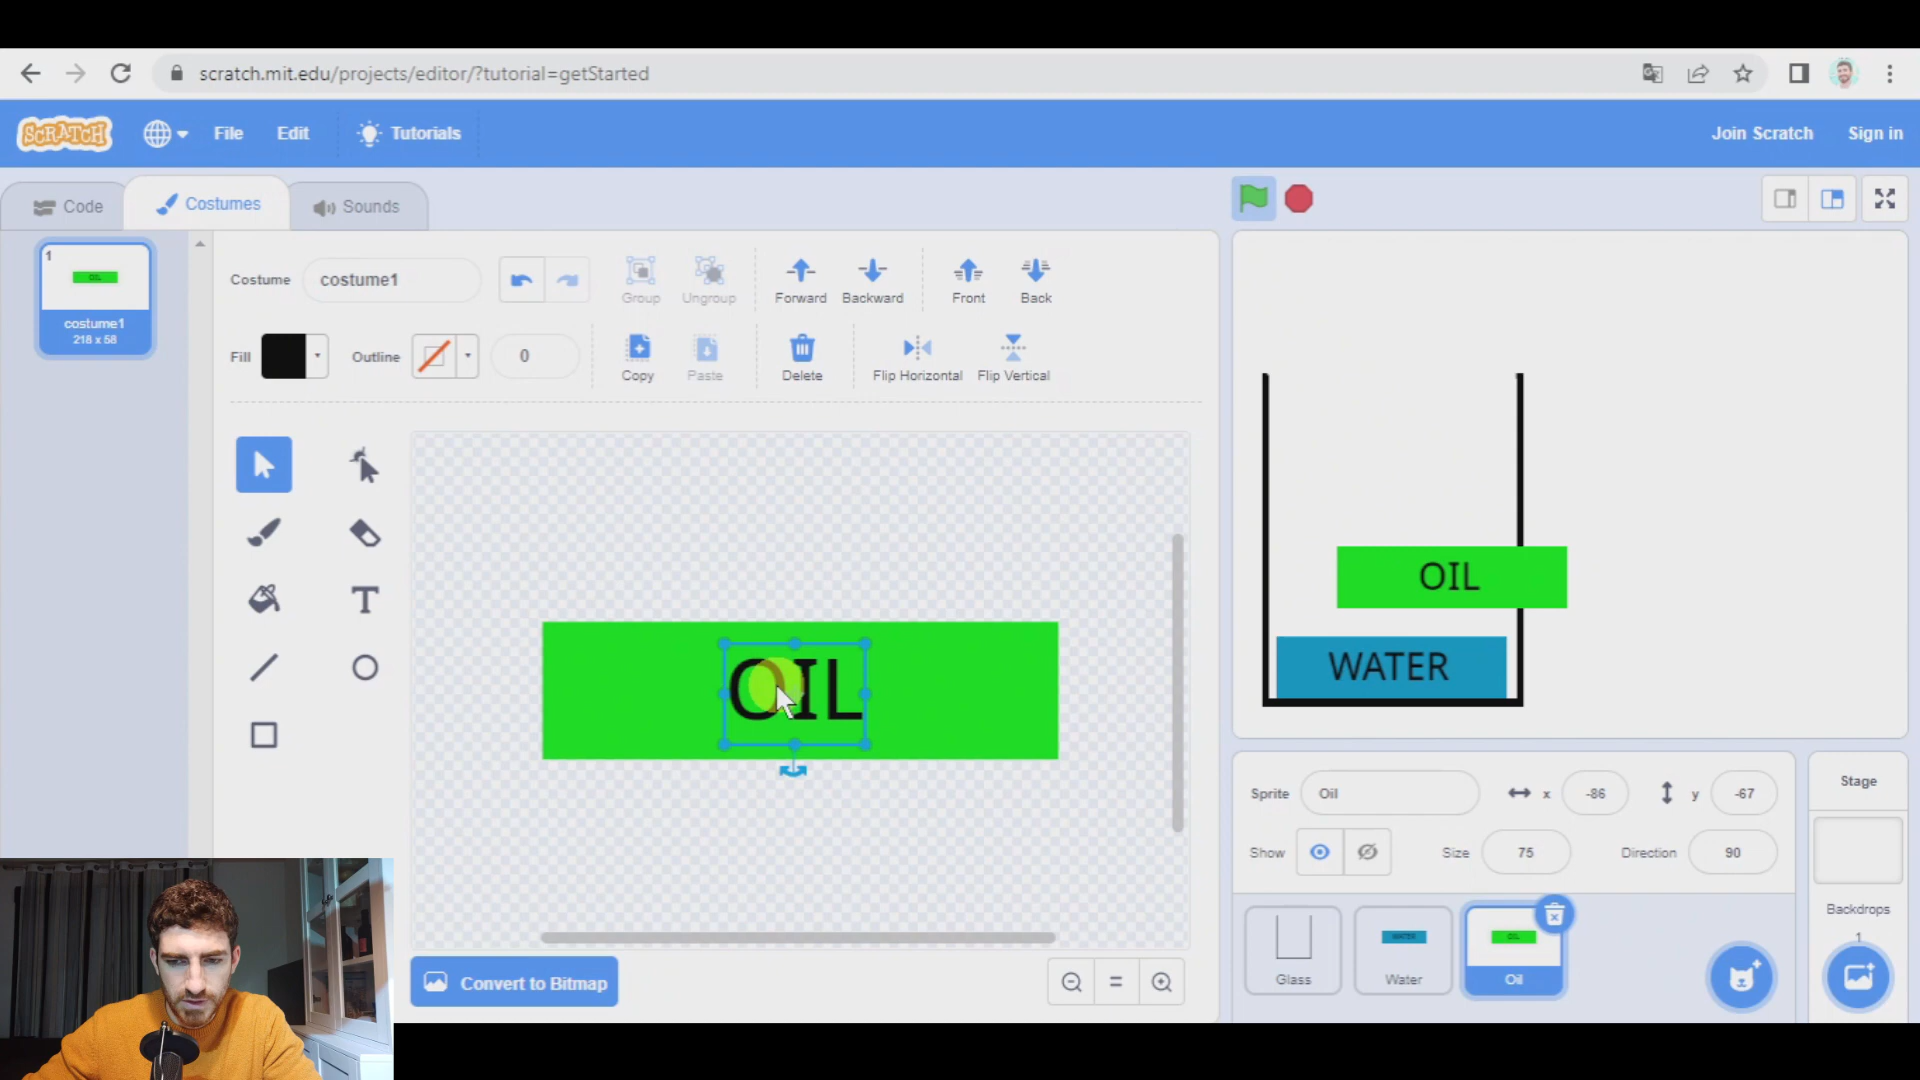 scratch.mit.edu/projects/editor/?tutorial=getStarted
SCRATCH
File
Edit
Tutorials
Join Scratch
Sign in
Code
Costumes
Sounds
1
OIL
costume1
218 x 58
Costume
costume1
Group
Ungroup
Forward
Backward
Front
Back
Fill
Outline
0
Copy
Paste
Delete
Flip Horizontal
Flip Vertical
OIL
Convert to Bitmap
OIL
WATER
Sprite
Oil
x
-86
y
-67
Show
Size
75
Direction
90
Glass
WATER
Water
OIL
Oil
Stage
Backdrops
1